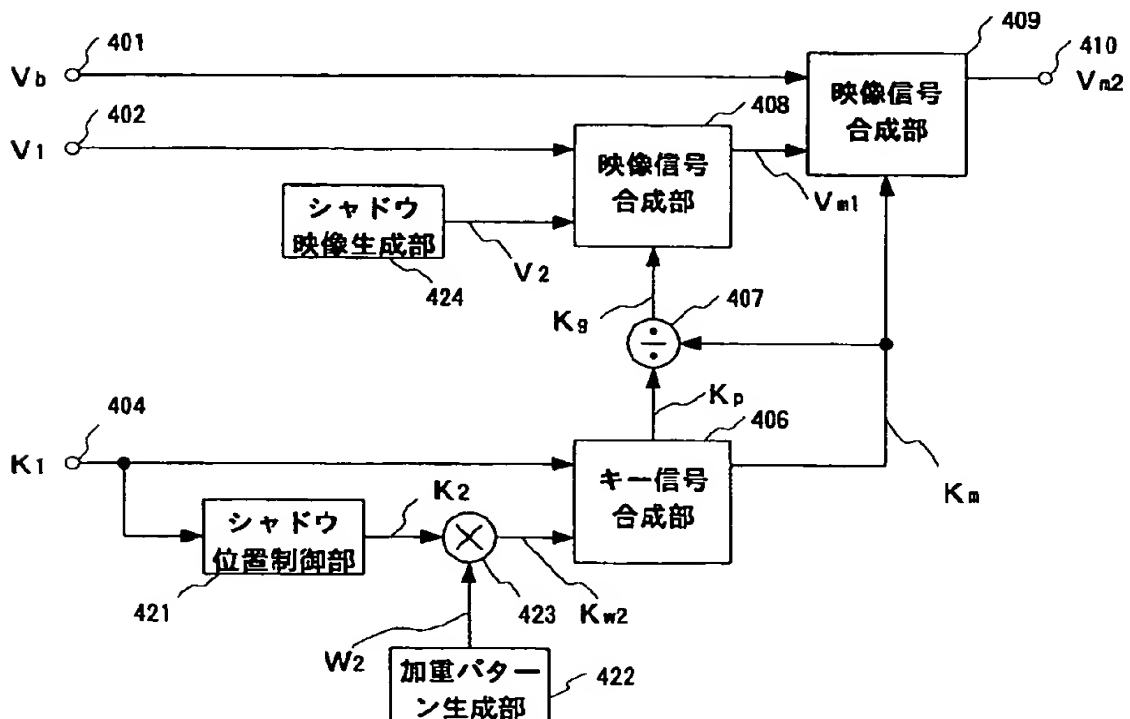 409
401
410
Vb
映像信号
合成部
Vm2
402
408
V1
映像信号
合成部
Vm1
シャドウ
映像生成部
V2
424
Kg
407
÷
Kp
406
404
K1
キー信号
合成部
Km
K2
シャドウ
位置制御部
×
421
423
Kw2
W2
加重パター
ン生成部
422